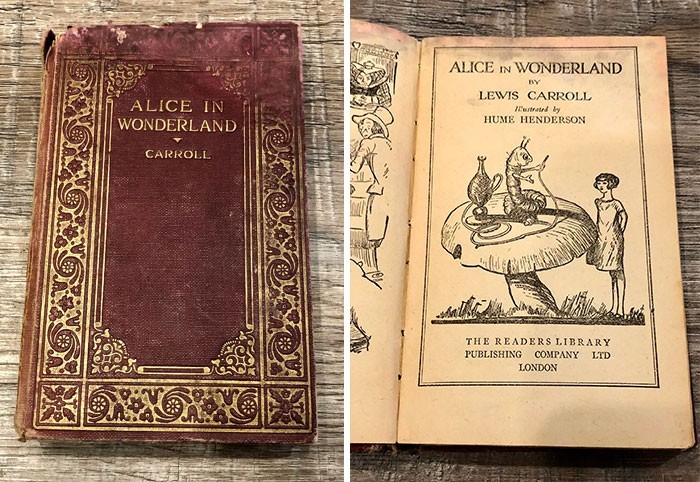 ALICE IN
WONDERLAND
CARROLL
ALICE IN WONDERLAND
BY
LEWIS CARROLL
Illustrated by
HUME HENDERSON
THE READERS LIBRARY
PUBLISHING COMPANY LTD
LONDON